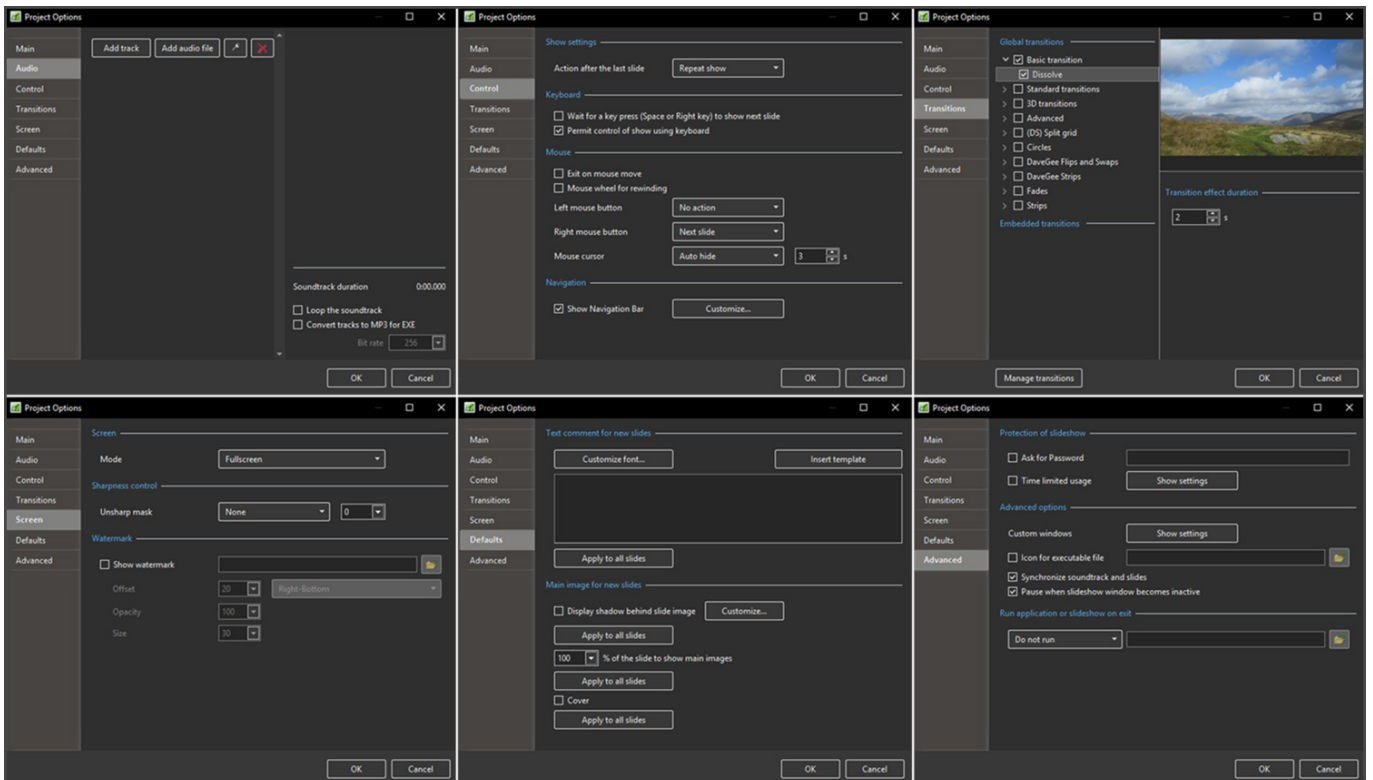 Project Options
Main
Audio
Control
Transitions
Screen
Defaults
Advanced
Add track
Add audio file
Soundtrack duration 0:00.000
Loop the soundtrack
Convert tracks to MP3 for EXE
Bit rate 256
OK Cancel
Project Options
Main
Audio
Control
Transitions
Screen
Defaults
Advanced
Show settings
Action after the last slide Repeat show
Keyboard
Wait for a key press (Space or Right key) to show next slide
Permit control of show using keyboard
Mouse
Exit on mouse move
Mouse wheel for rewinding
Left mouse button No action
Right mouse button Next slide
Mouse cursor Auto hide 3 s
Navigation
Show Navigation Bar Customize...
OK Cancel
Project Options
Main
Audio
Control
Transitions
Screen
Defaults
Advanced
Global transitions
Basic transition
Dissolve
Standard transitions
3D transitions
Advanced
(DS) Split grid
Circles
DaveGee Flips and Swaps
DaveGee Strips
Fades
Strips
Embedded transitions
Transition effect duration
2 s
Manage transitions OK Cancel
Project Options
Main
Audio
Control
Transitions
Screen
Defaults
Advanced
Screen
Mode Fullscreen
Sharpness control
Unsharp mask None 0
Watermark
Show watermark
Offset 20 Right-Bottom
Opacity 100
Size 30
OK Cancel
Project Options
Main
Audio
Control
Transitions
Screen
Defaults
Advanced
Text comment for new slides
Customize font... Insert template
Apply to all slides
Main image for new slides
Display shadow behind slide image Customize...
Apply to all slides
100 % of the slide to show main images
Apply to all slides
Cover
Apply to all slides
OK Cancel
Project Options
Main
Audio
Control
Transitions
Screen
Defaults
Advanced
Protection of slideshow
Ask for Password
Time limited usage Show settings
Advanced options
Custom windows Show settings
Icon for executable file
Synchronize soundtrack and slides
Pause when slideshow window becomes inactive
Run application or slideshow on exit
Do not run
OK Cancel